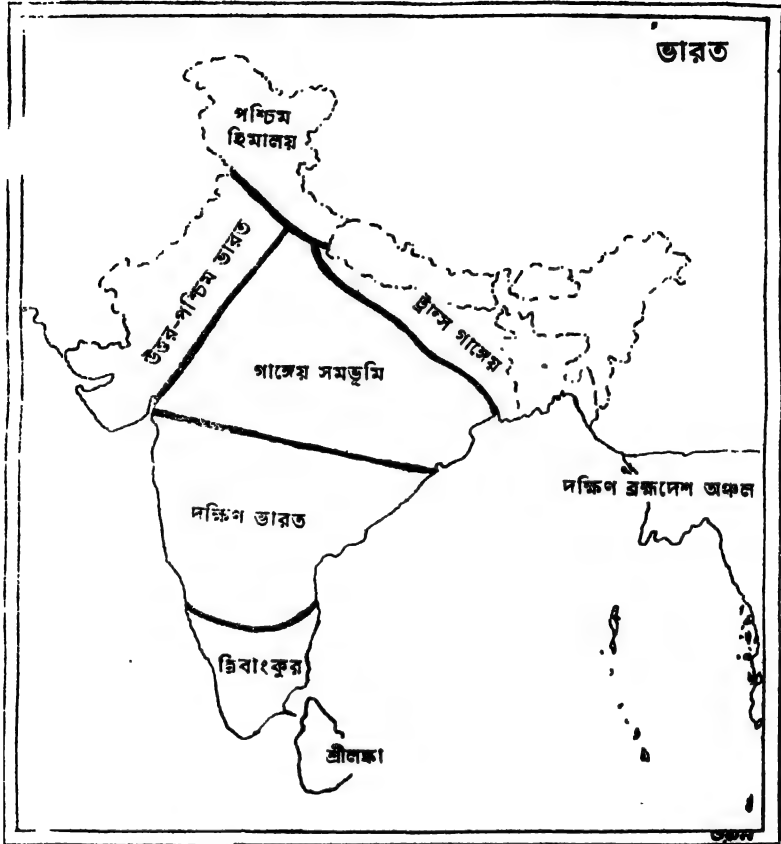 ভারত
পশ্চিম
হিমালয়
উত্তর-পশ্চিম ভারত
ট্রান্স গাঙ্গেয়
গাঙ্গেয় সমভূমি
দক্ষিণ ব্রহ্মদেশ অঞ্চল
দক্ষিণ ভারত
ত্রিবাংকুর
শ্রীলঙ্কা